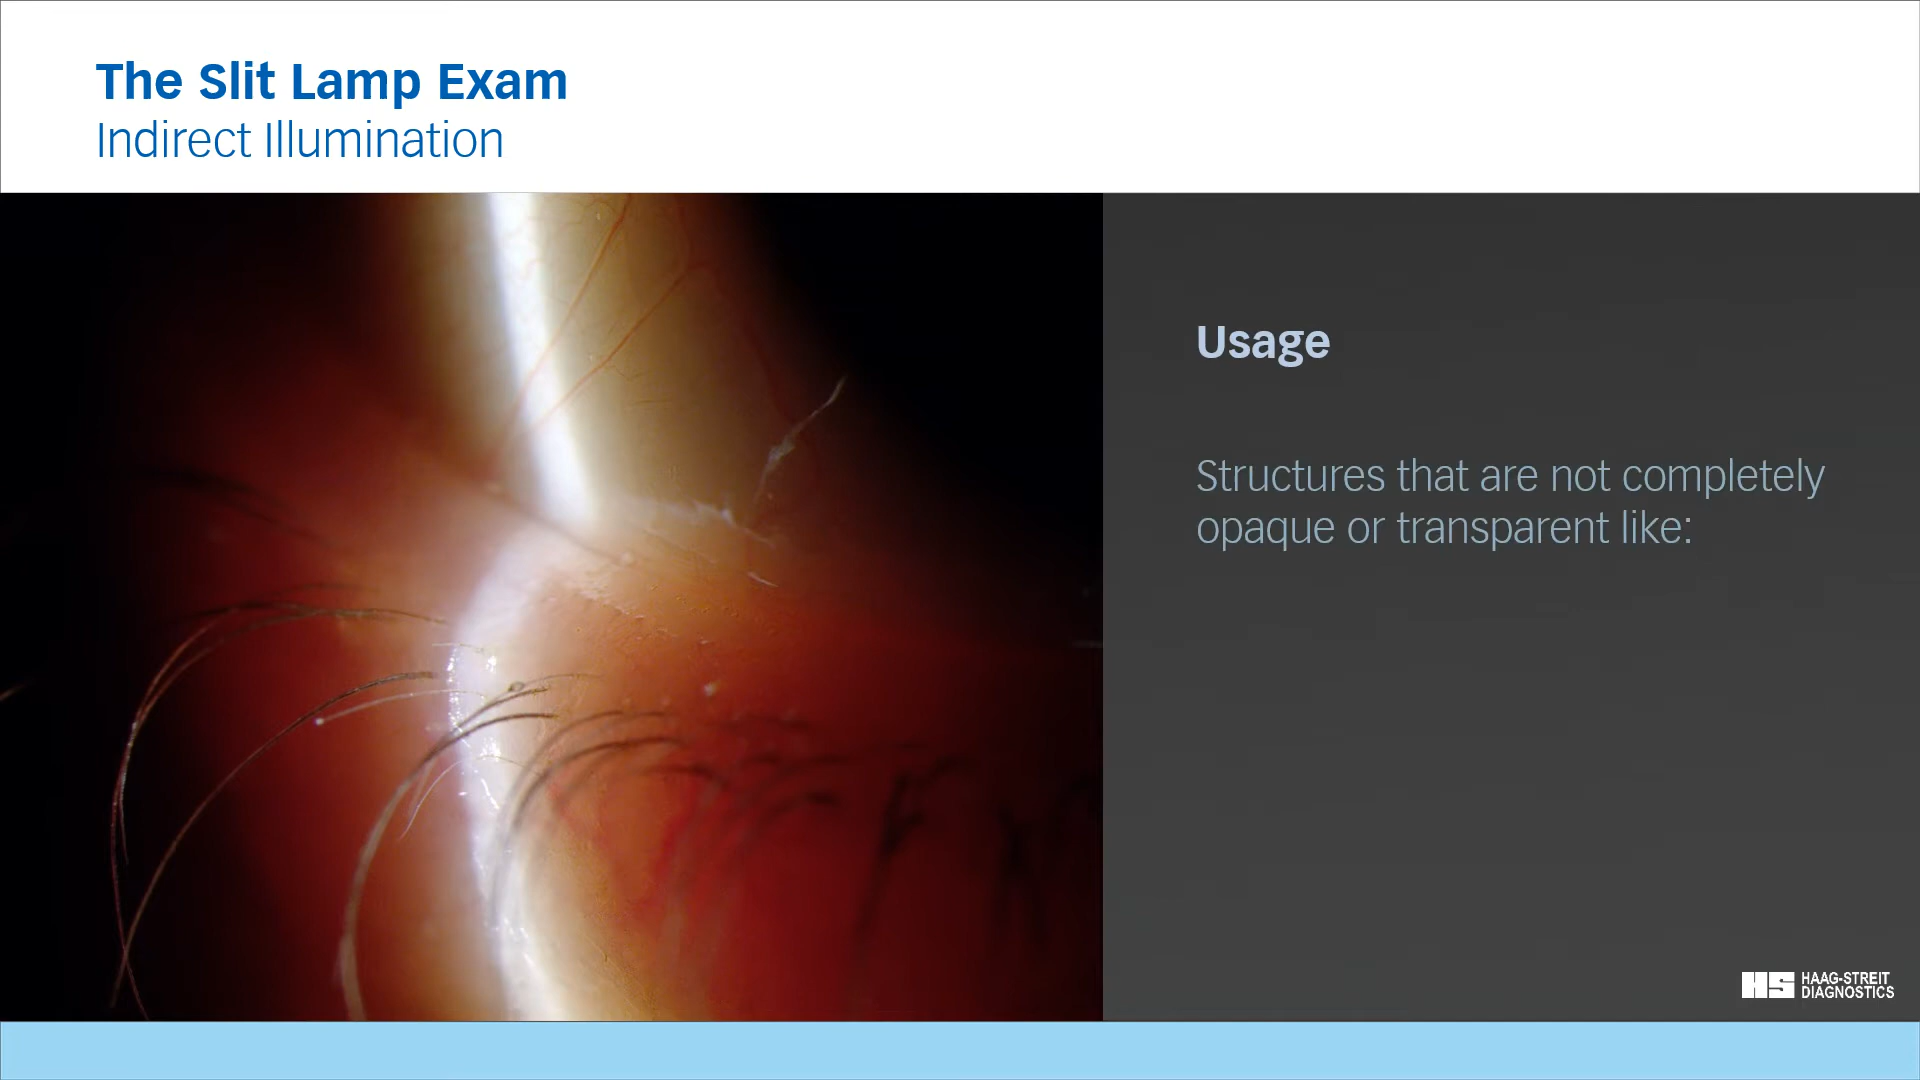 The Slit Lamp Exam
Indirect Illumination
Usage
Structures that are not completely
opaque or transparent like:
HS HAAG-STREIT
DIAGNOSTICS